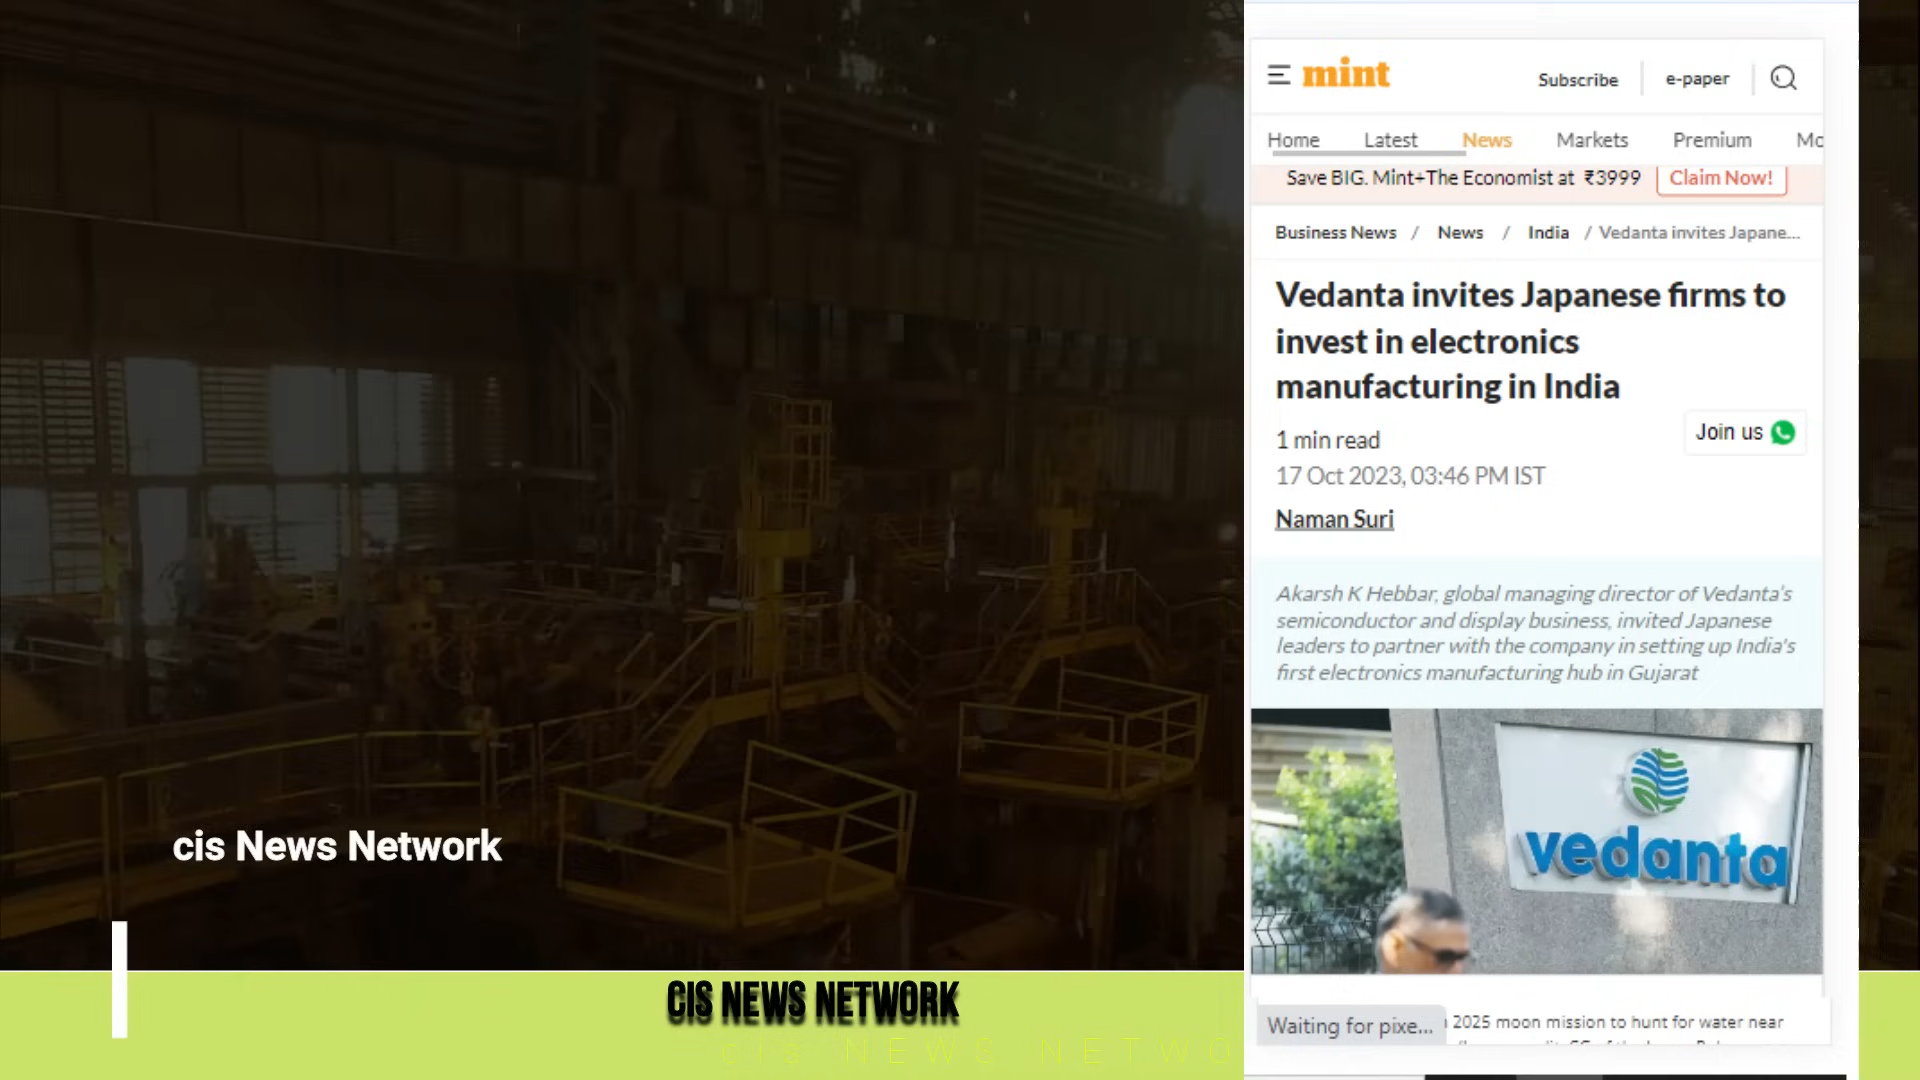 cis News Network
CIS NEWS NETWORK
cis NEWS NETWO
mint
Subscribe
e-paper
Home
Latest
News
Markets
Premium
Mo
Save BIG. Mint+The Economist at ₹3999
Claim Now!
Business News / News / India / Vedanta invites Japane...
Vedanta invites Japanese firms to
invest in electronics
manufacturing in India
1 min read
Join us
17 Oct 2023, 03:46 PM IST
Naman Suri
Akarsh K Hebbar, global managing director of Vedanta's
semiconductor and display business, invited Japanese
leaders to partner with the company in setting up India's
first electronics manufacturing hub in Gujarat
vedanta
Waiting for pixe...
2025 moon mission to hunt for water near